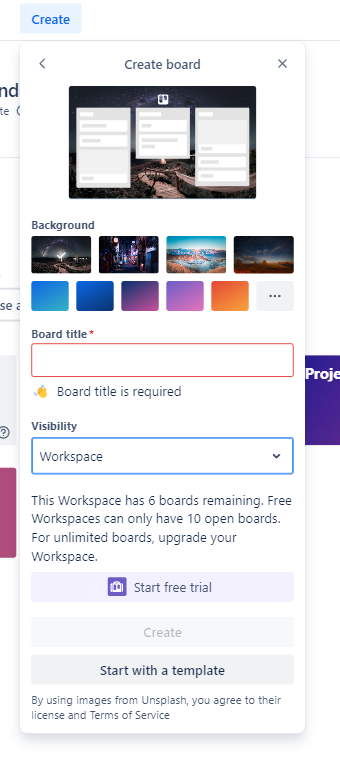 Create
Create board
nd
te
Background
Board title *
👋 Board title is required
Visibility
se a
Proje
Workspace
This Workspace has 6 boards remaining. Free
Workspaces can only have 10 open boards.
For unlimited boards, upgrade your
Workspace.
Start free trial
Create
Start with a template
By using images from Unsplash, you agree to their
license and Terms of Service